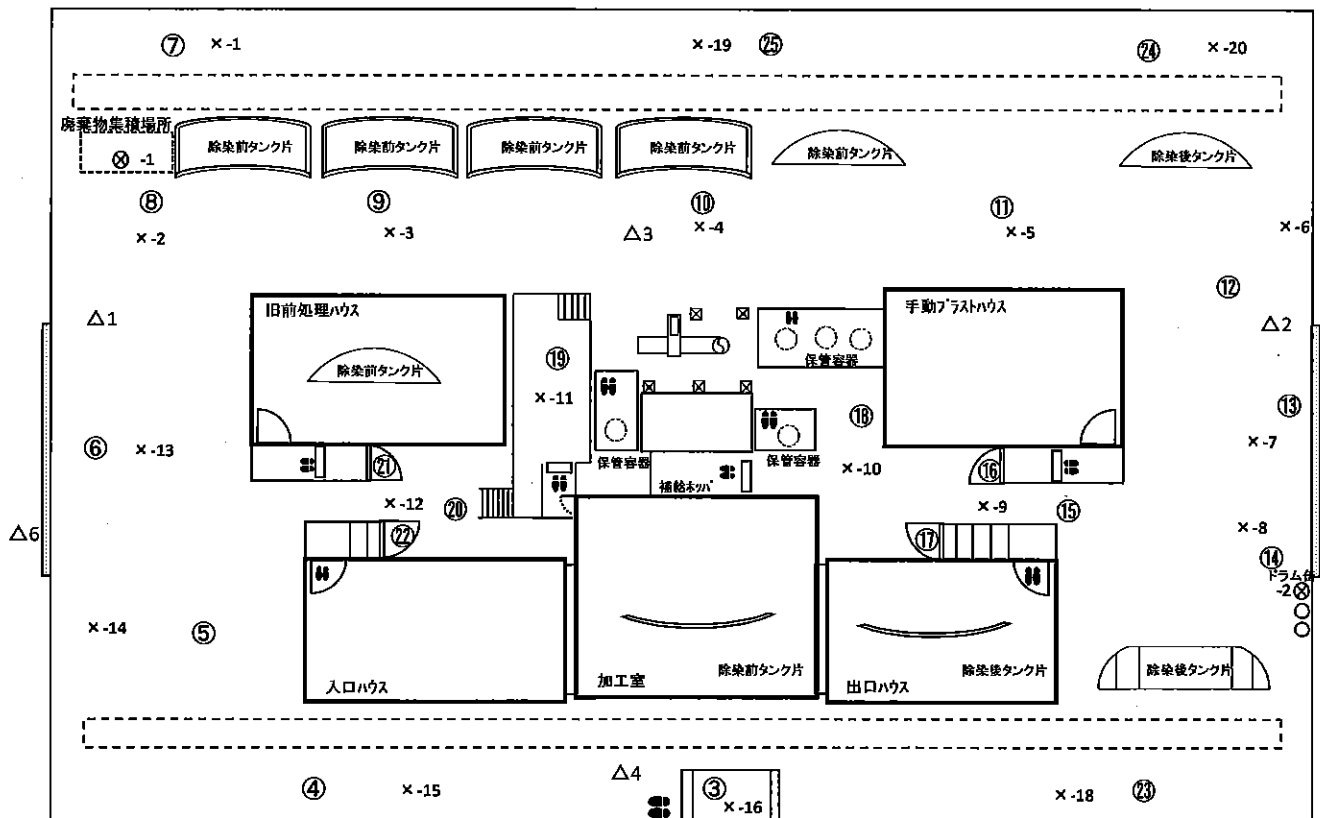 ⑦ ×-1 ×-19 ㉕ ㉔ ×-20
廃棄物集積場所
⊗ -1 除染前タンク片 除染前タンク片 除染前タンク片 除染前タンク片 除染前タンク片 除染後タンク片
⑧ ⑨ ⑩ ⑪
×-2 ×-3 △3 ×-4 ×-5 ×-6
⑫
旧前処理ハウス 手動ブラストハウス
△1 △2
⑲ 保管容器
除染前タンク片
×-11 ⑱ ⑬
⑥ ×-13 ×-7
保管容器 保管容器
㉑ ×-10 ⑯
補給ホッパ
×-12 ⑳ ×-9 ⑮
△6 ㉒ ⑰ ×-8
⑭
ドラム缶
-2⊗
×-14 ⑤
除染前タンク片 除染後タンク片 除染後タンク片
入口ハウス 加工室 出口ハウス
④ ×-15 △4 ③ ×-16 ×-18 ㉓